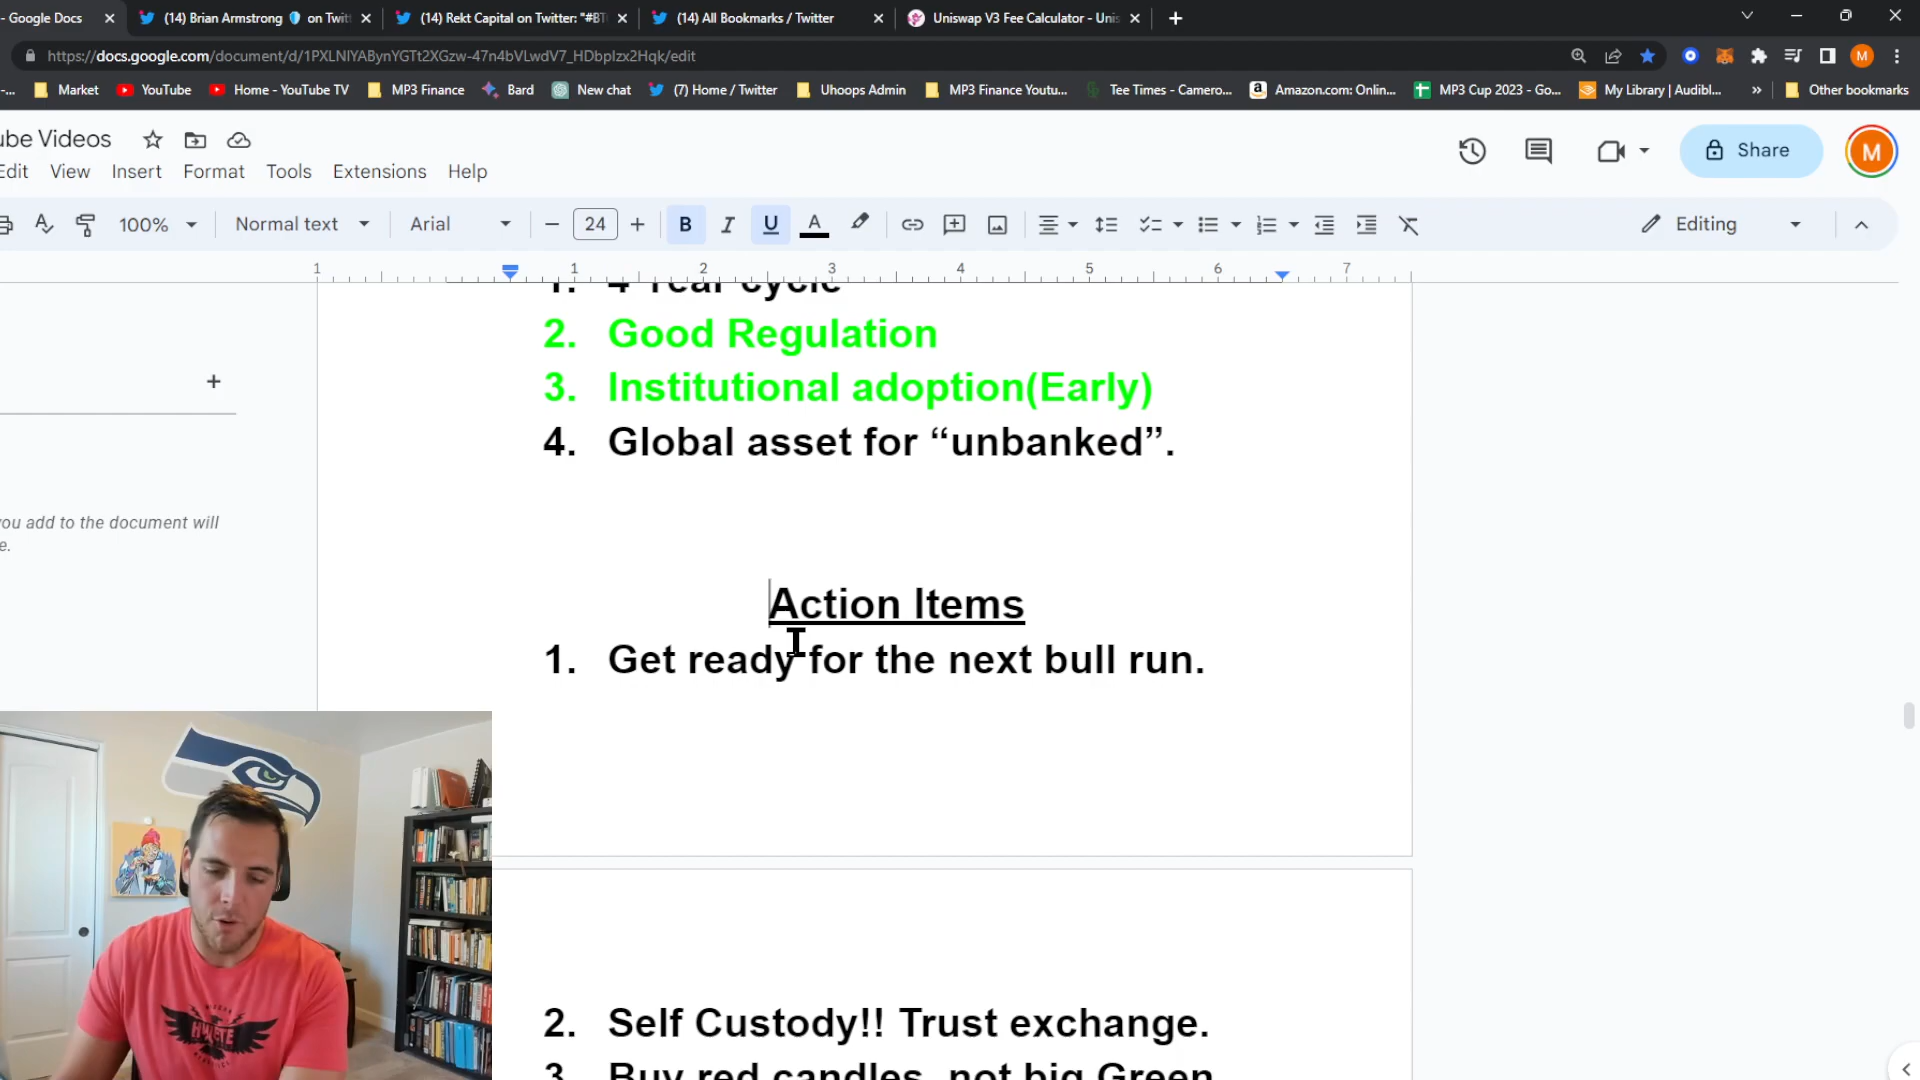 Google Docs
(14) Brian Armstrong on Twitt
(14) Rekt Capital on Twitter: "#BT
(14) All Bookmarks / Twitter
Uniswap V3 Fee Calculator - Unis
https://docs.google.com/document/d/1PXLNlYABynYGTt2XGzw-47n4bVLwdV7_HDbpIzx2Hqk/edit
M
Market
YouTube
Home - YouTube TV
MP3 Finance
Bard
New chat
(7) Home / Twitter
Uhoops Admin
MP3 Finance Youtu...
Tee Times - Camero...
Amazon.com: Onlin...
MP3 Cup 2023 - Go...
My Library | Audibl...
Other bookmarks
ube Videos
Share
M
Edit View Insert Format Tools Extensions Help
100% Normal text Arial 24 B I U A Editing
1 1 2 3 4 5 6 7
1. 4 Year cycle
2. Good Regulation
3. Institutional adoption(Early)
4. Global asset for “unbanked”.
you add to the document will
e.
Action Items
1. Get ready for the next bull run.
2. Self Custody!! Trust exchange.
3. Buy red candles, not big Green